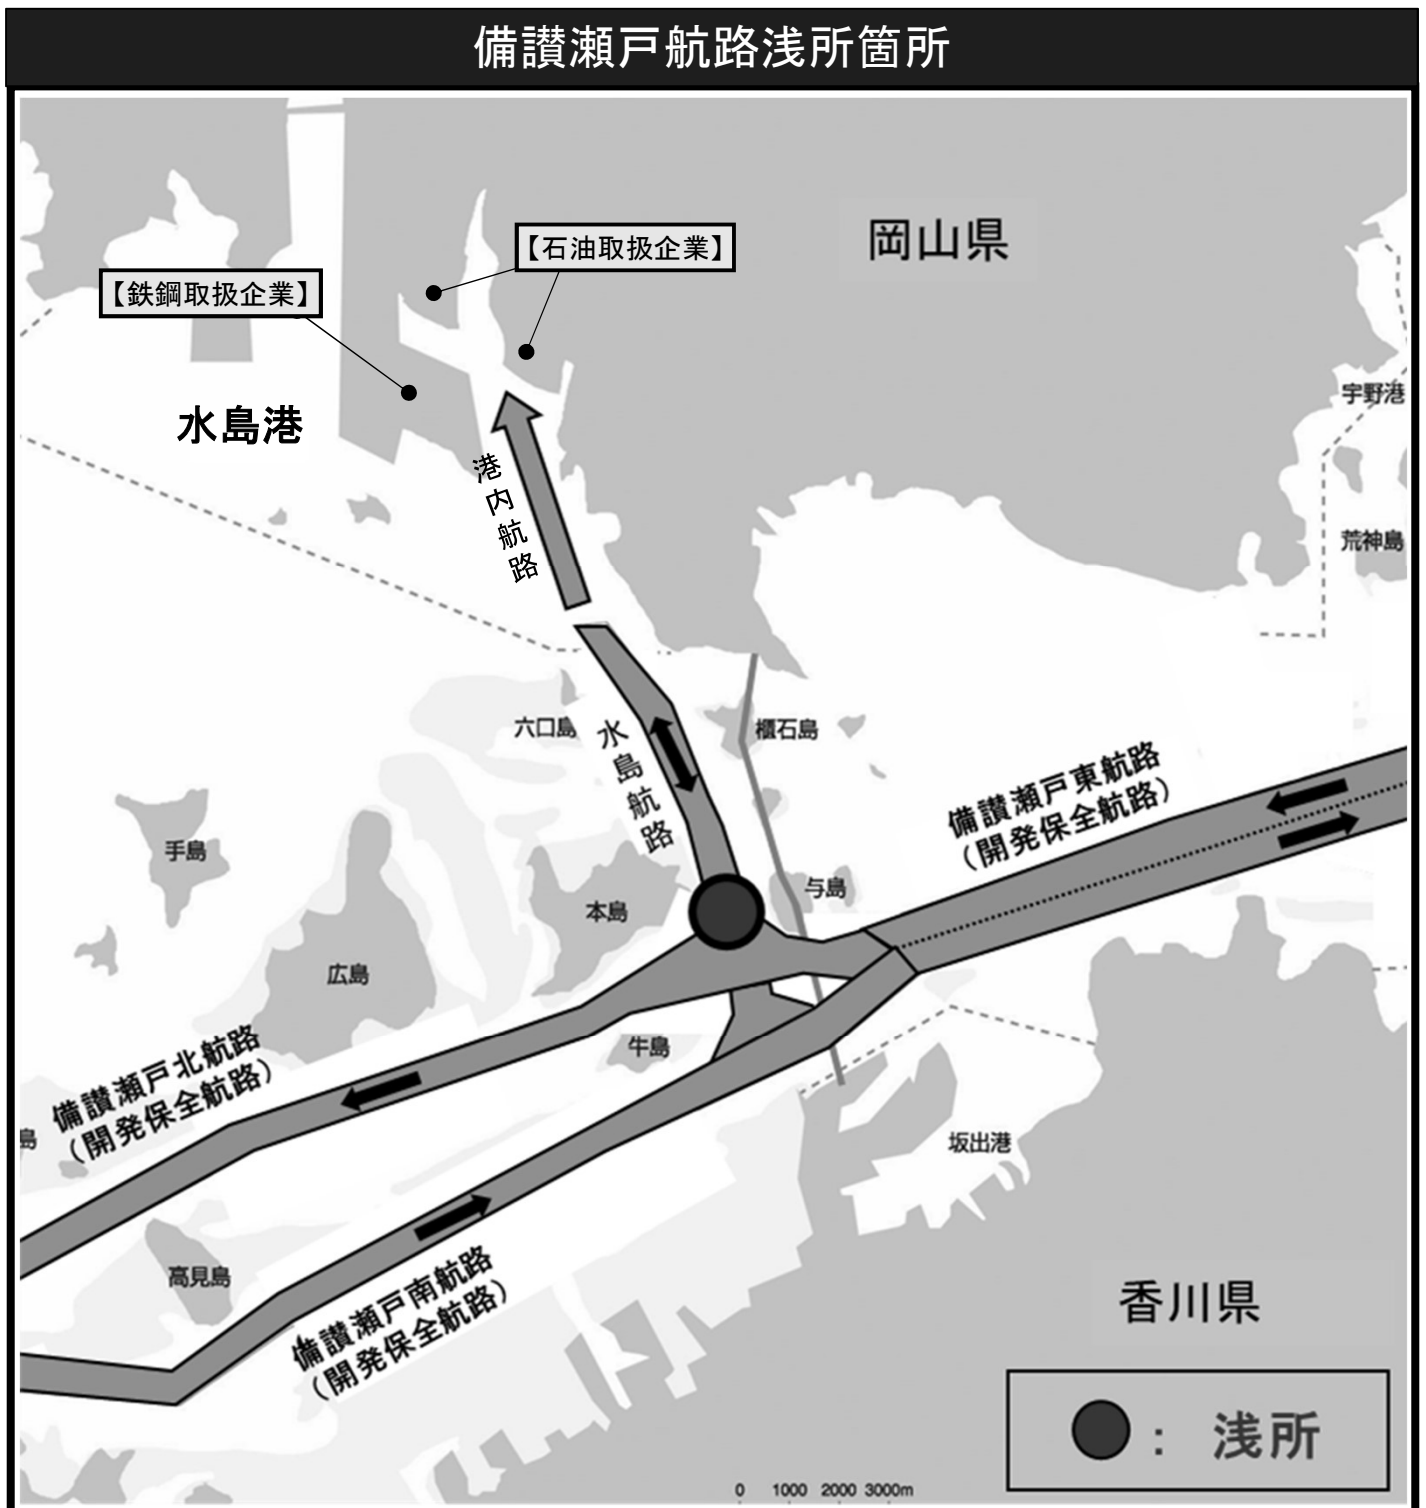 備讃瀬戸航路浅所箇所
岡山県
【石油取扱企業】
【鉄鋼取扱企業】
宇野港
水島港
港内航路
荒神島
六口島
水島航路
櫃石島
備讃瀬戸東航路
（開発保全航路）
手島
与島
本島
広島
牛島
備讃瀬戸北航路
（開発保全航路）
島
坂出港
高見島
備讃瀬戸南航路
（開発保全航路）
香川県
：浅所
0 1000 2000 3000m